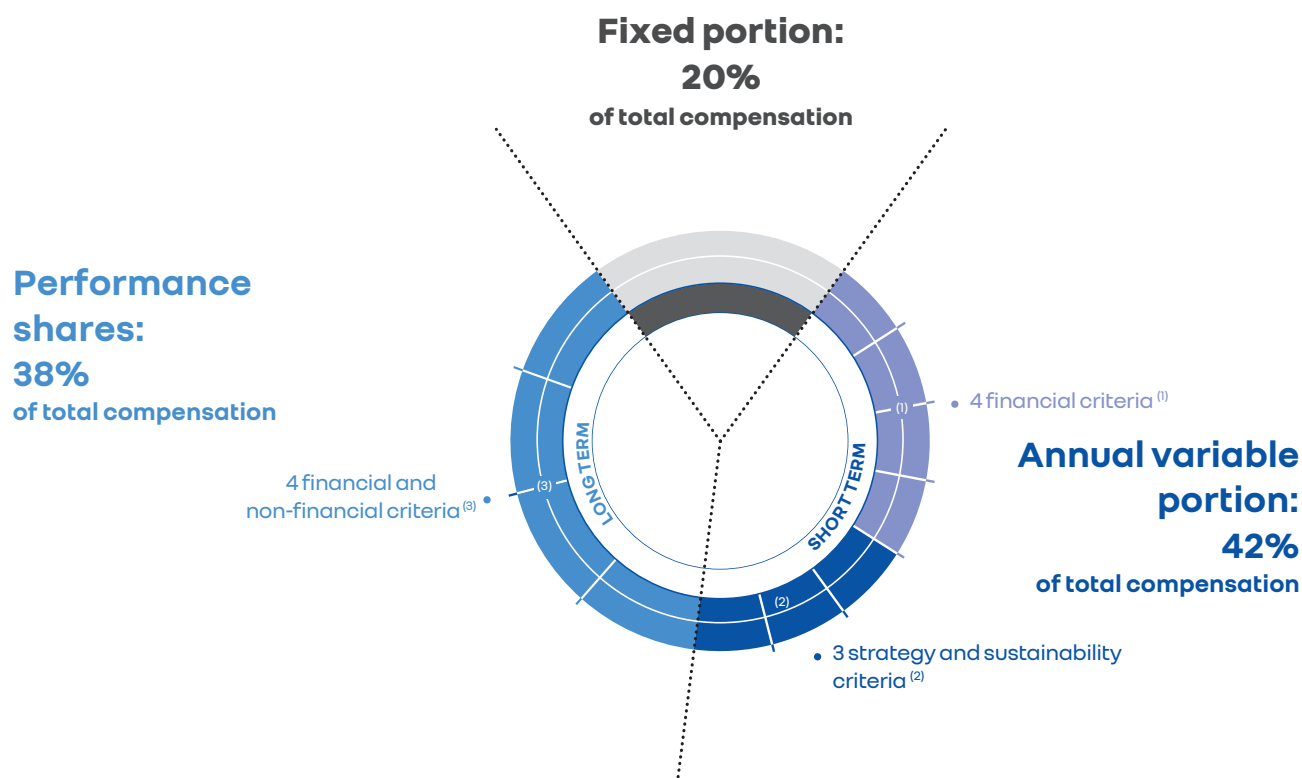 Fixed portion:
20%
of total compensation
Performance
shares:
38%
of total compensation
4 financial criteria (1)
(1)
Annual variable
portion:
42%
of total compensation
4 financial and
non-financial criteria (3)
(3)
LONG TERM
SHORT TERM
(2)
3 strategy and sustainability
criteria (2)